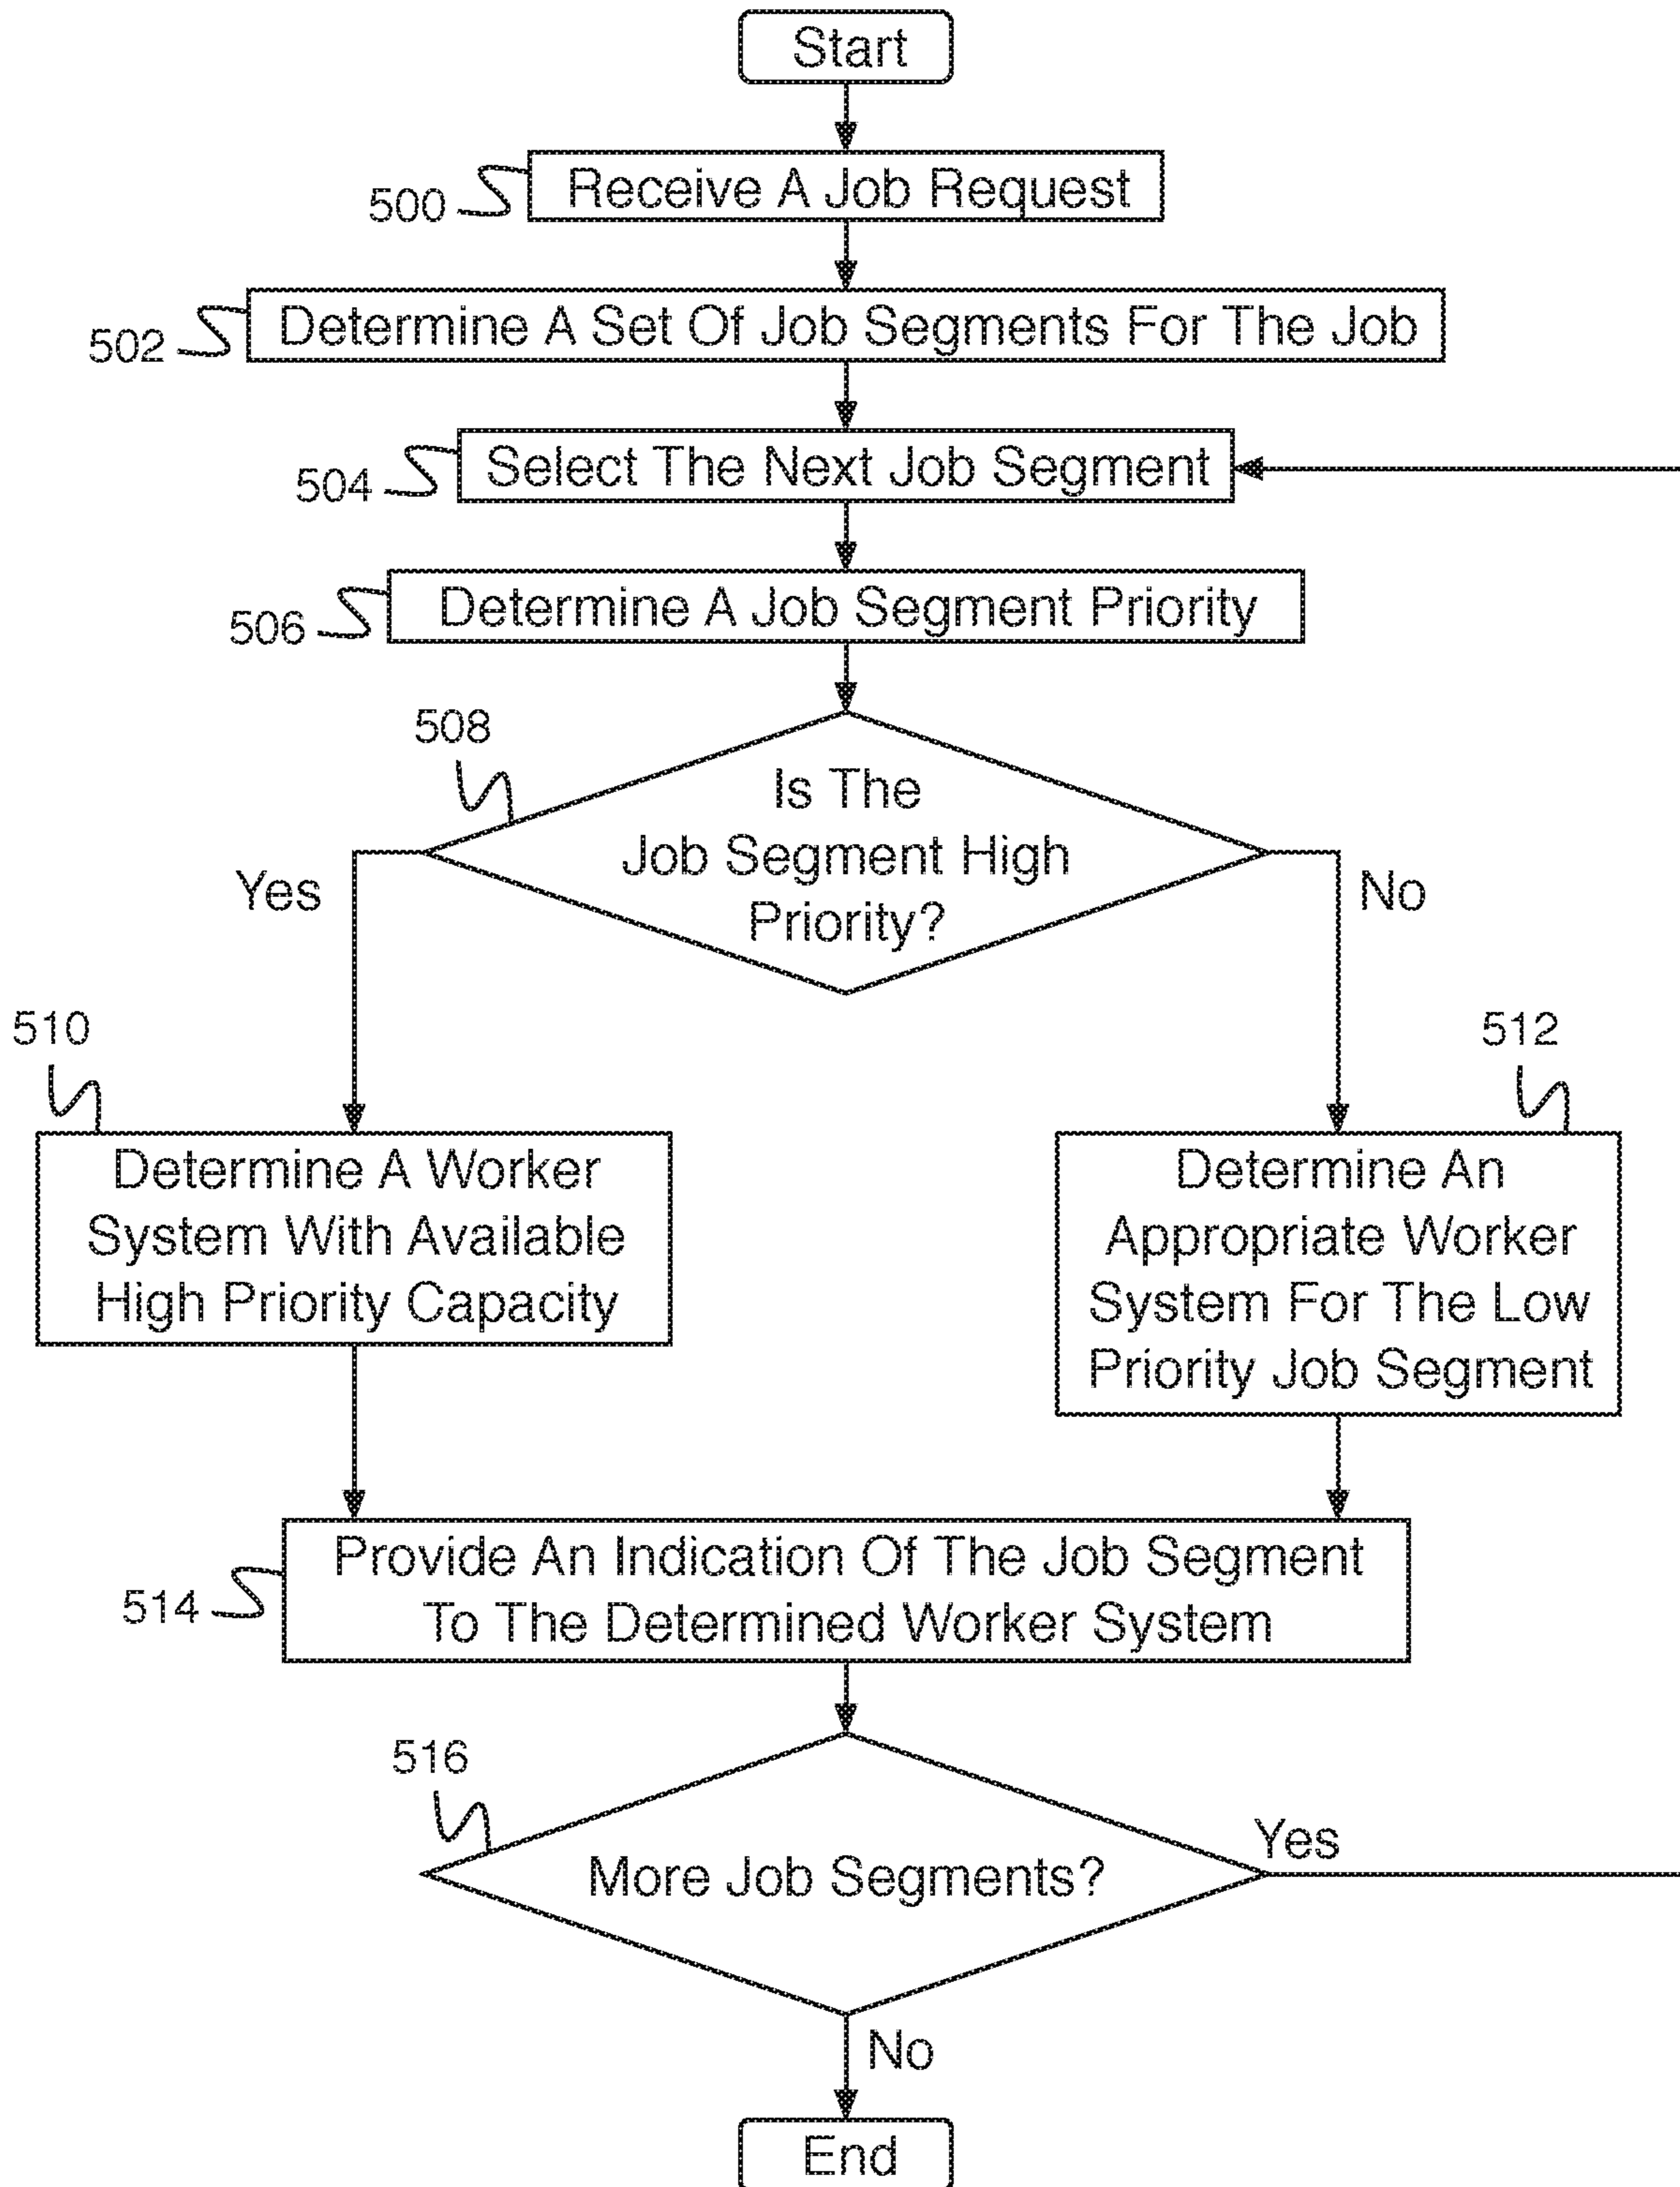 Start
500
Receive A Job Request
502
Determine A Set Of Job Segments For The Job
504
Select The Next Job Segment
506
Determine A Job Segment Priority
508
Is The
Job Segment High
Priority?
Yes
No
510
Determine A Worker
System With Available
High Priority Capacity
512
Determine An
Appropriate Worker
System For The Low
Priority Job Segment
514
Provide An Indication Of The Job Segment
To The Determined Worker System
516
More Job Segments?
Yes
No
End